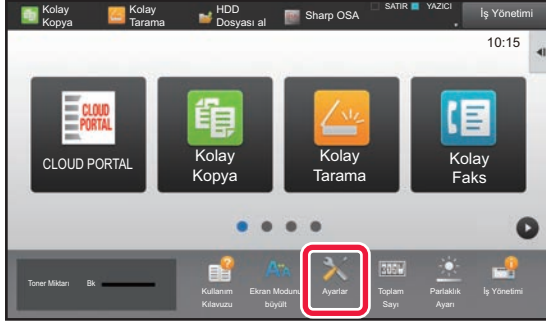 Kolay
Kopya
Kolay
Tarama
HDD
Dosyası al
Sharp OSA
SATIR
YAZICI
İş Yönetimi
10:15
CLOUD
PORTAL
CLOUD PORTAL
Kolay
Kopya
Kolay
Tarama
Kolay
Faks
Toner Miktarı
Bk
Kullanım
Kılavuzu
Ekran Modunu
büyült
Ayarlar
Toplam
Sayı
Parlaklık
Ayarı
İş Yönetimi